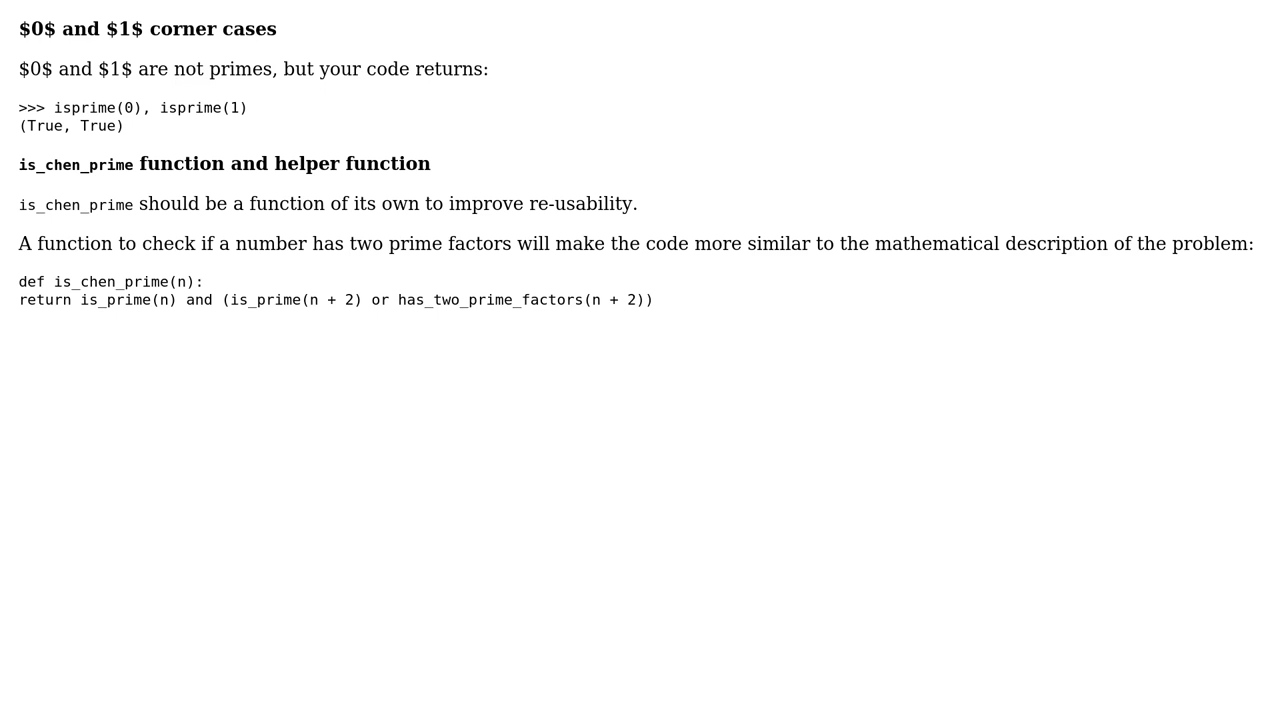 $0$ and $1$ corner cases
$0$ and $1$ are not primes, but your code returns:
>>> isprime(0), isprime(1)
(True, True)
is_chen_prime function and helper function
is_chen_prime should be a function of its own to improve re-usability.
A function to check if a number has two prime factors will make the code more similar to the mathematical description of the problem:
def is_chen_prime(n):
return is_prime(n) and (is_prime(n + 2) or has_two_prime_factors(n + 2))